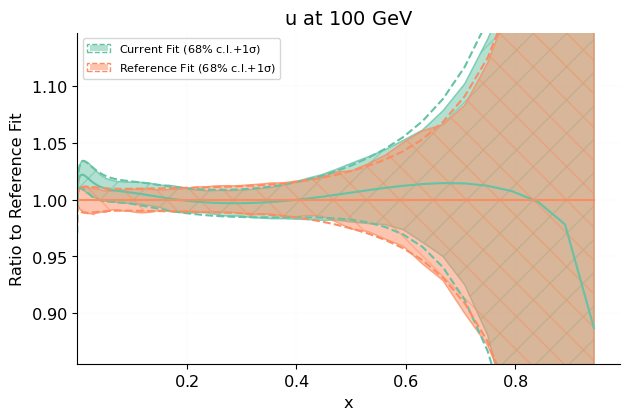 u at 100 GeV
Current Fit (68% c.l.+1σ)
Reference Fit (68% c.l.+1σ)
Ratio to Reference Fit
1.10
1.05
1.00
0.95
0.90
0.2 0.4 0.6 0.8
x